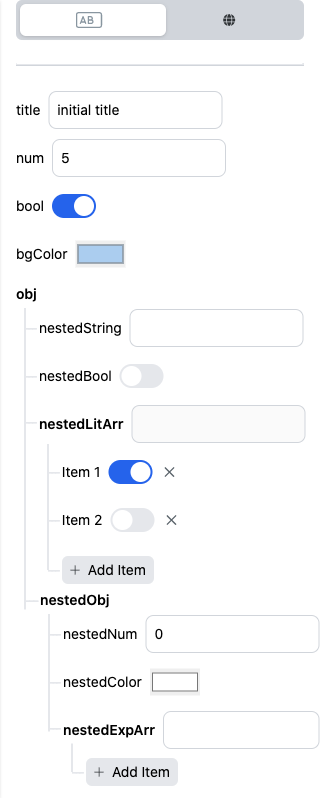 AB
title initial title
num 5
bool
bgColor
obj
nestedString
nestedBool
nestedLitArr
Item 1
Item 2
+ Add Item
nestedObj
nestedNum 0
nestedColor
nestedExpArr
+ Add Item